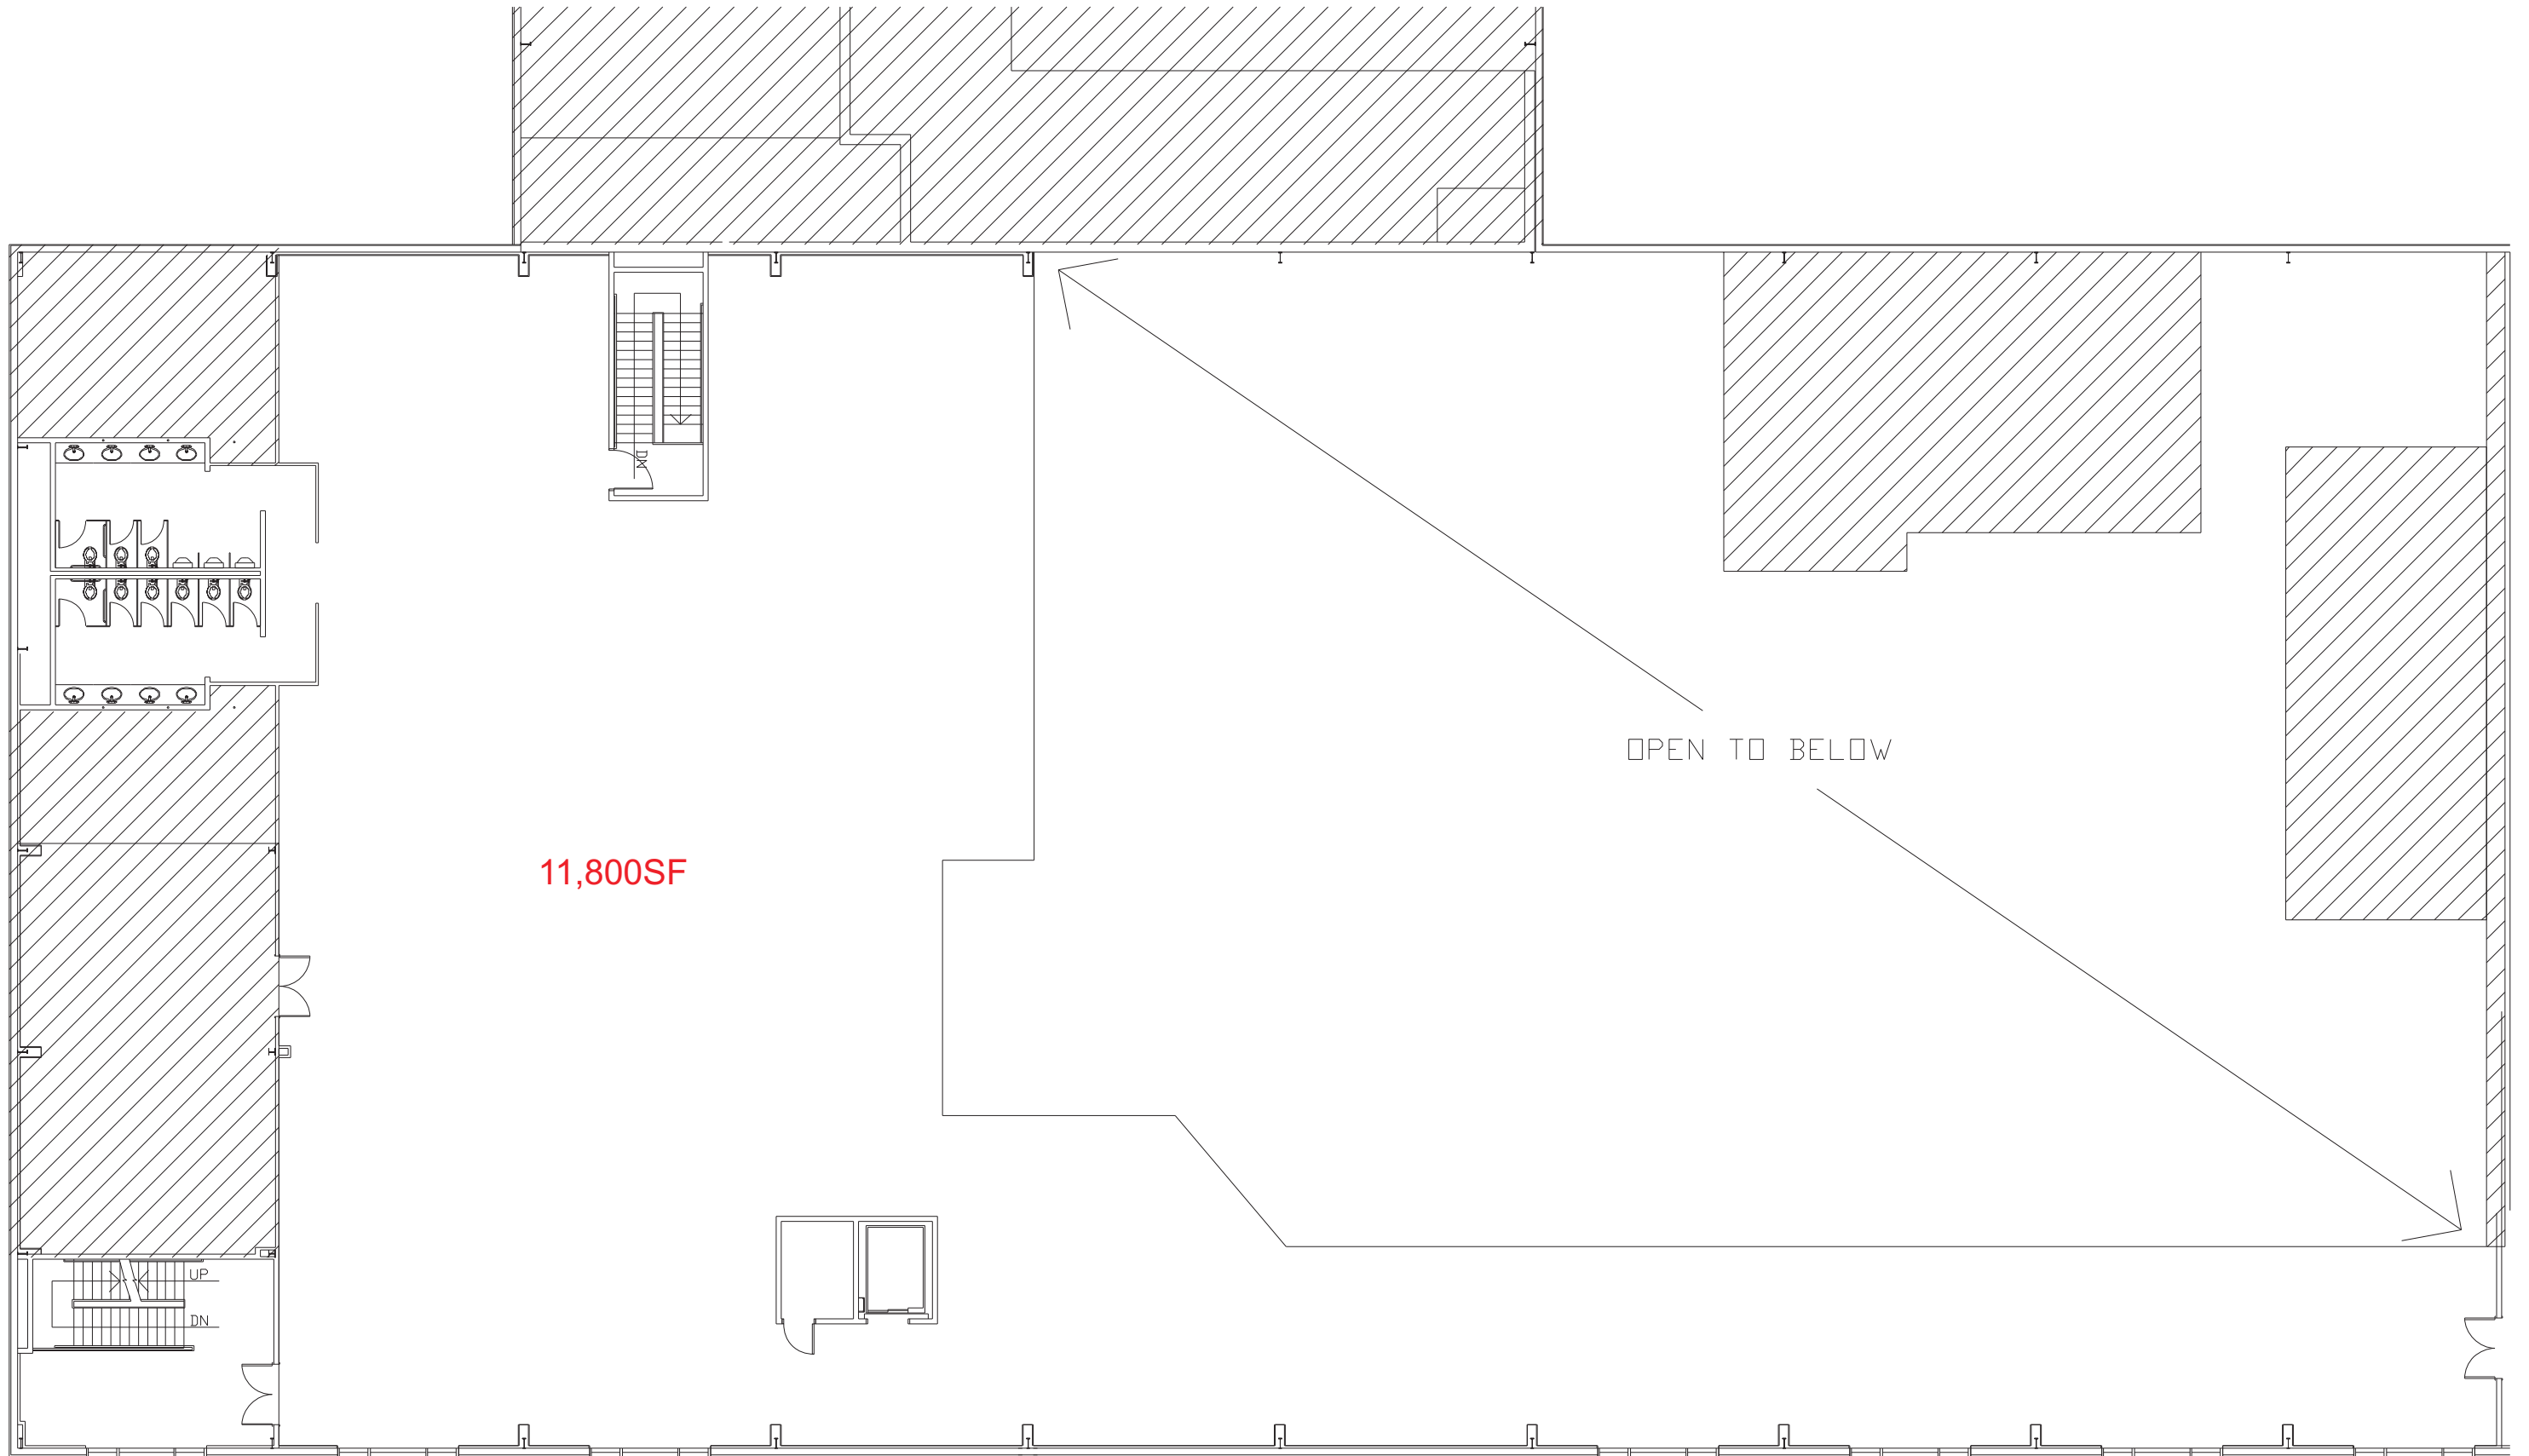 DN
OPEN TO BELOW
11,800SF
UP
DN